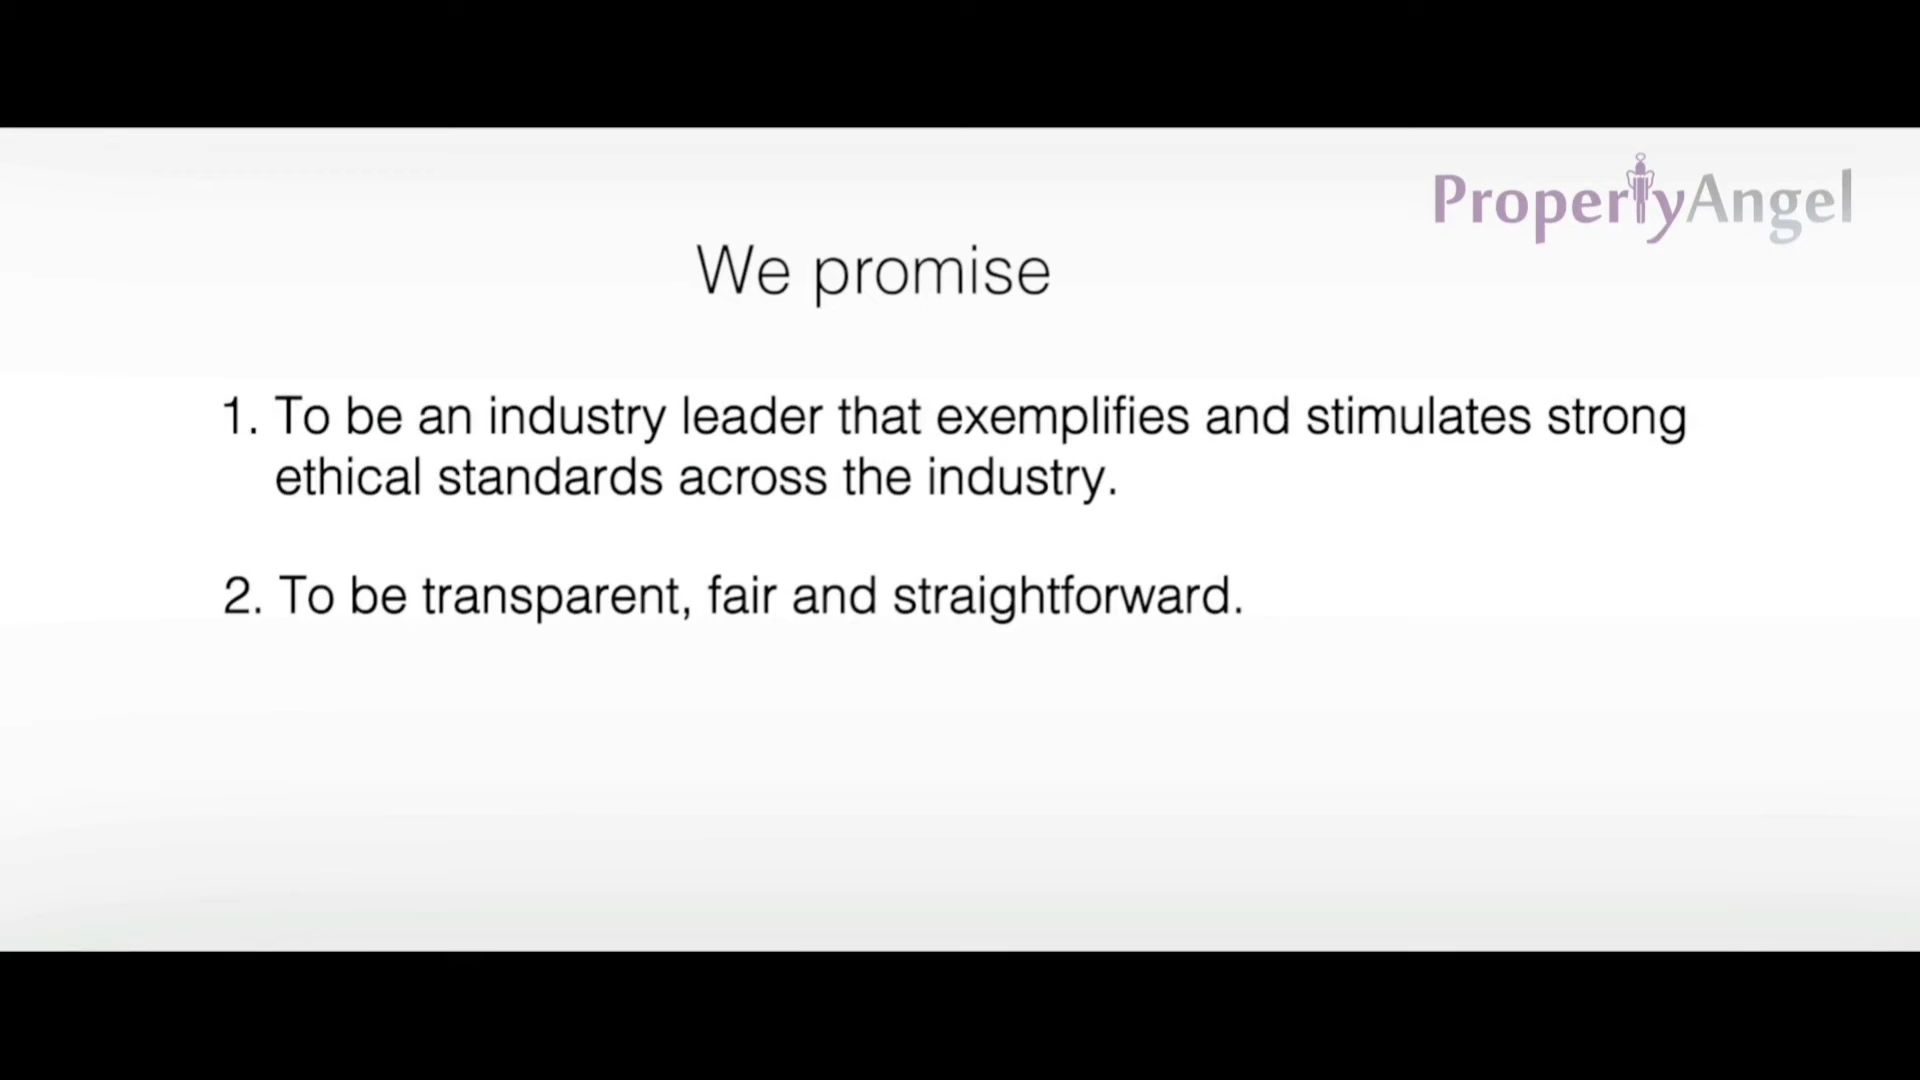 PropertyAngel
We promise
1. To be an industry leader that exemplifies and stimulates strong
ethical standards across the industry.
2. To be transparent, fair and straightforward.